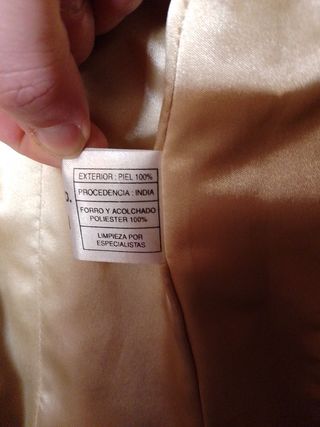 EXTERIOR : PIEL 100%
PROCEDENCIA : INDIA
FORRO Y ACOLCHADO
POLIESTER 100%
LIMPIEZA POR
ESPECIALISTAS